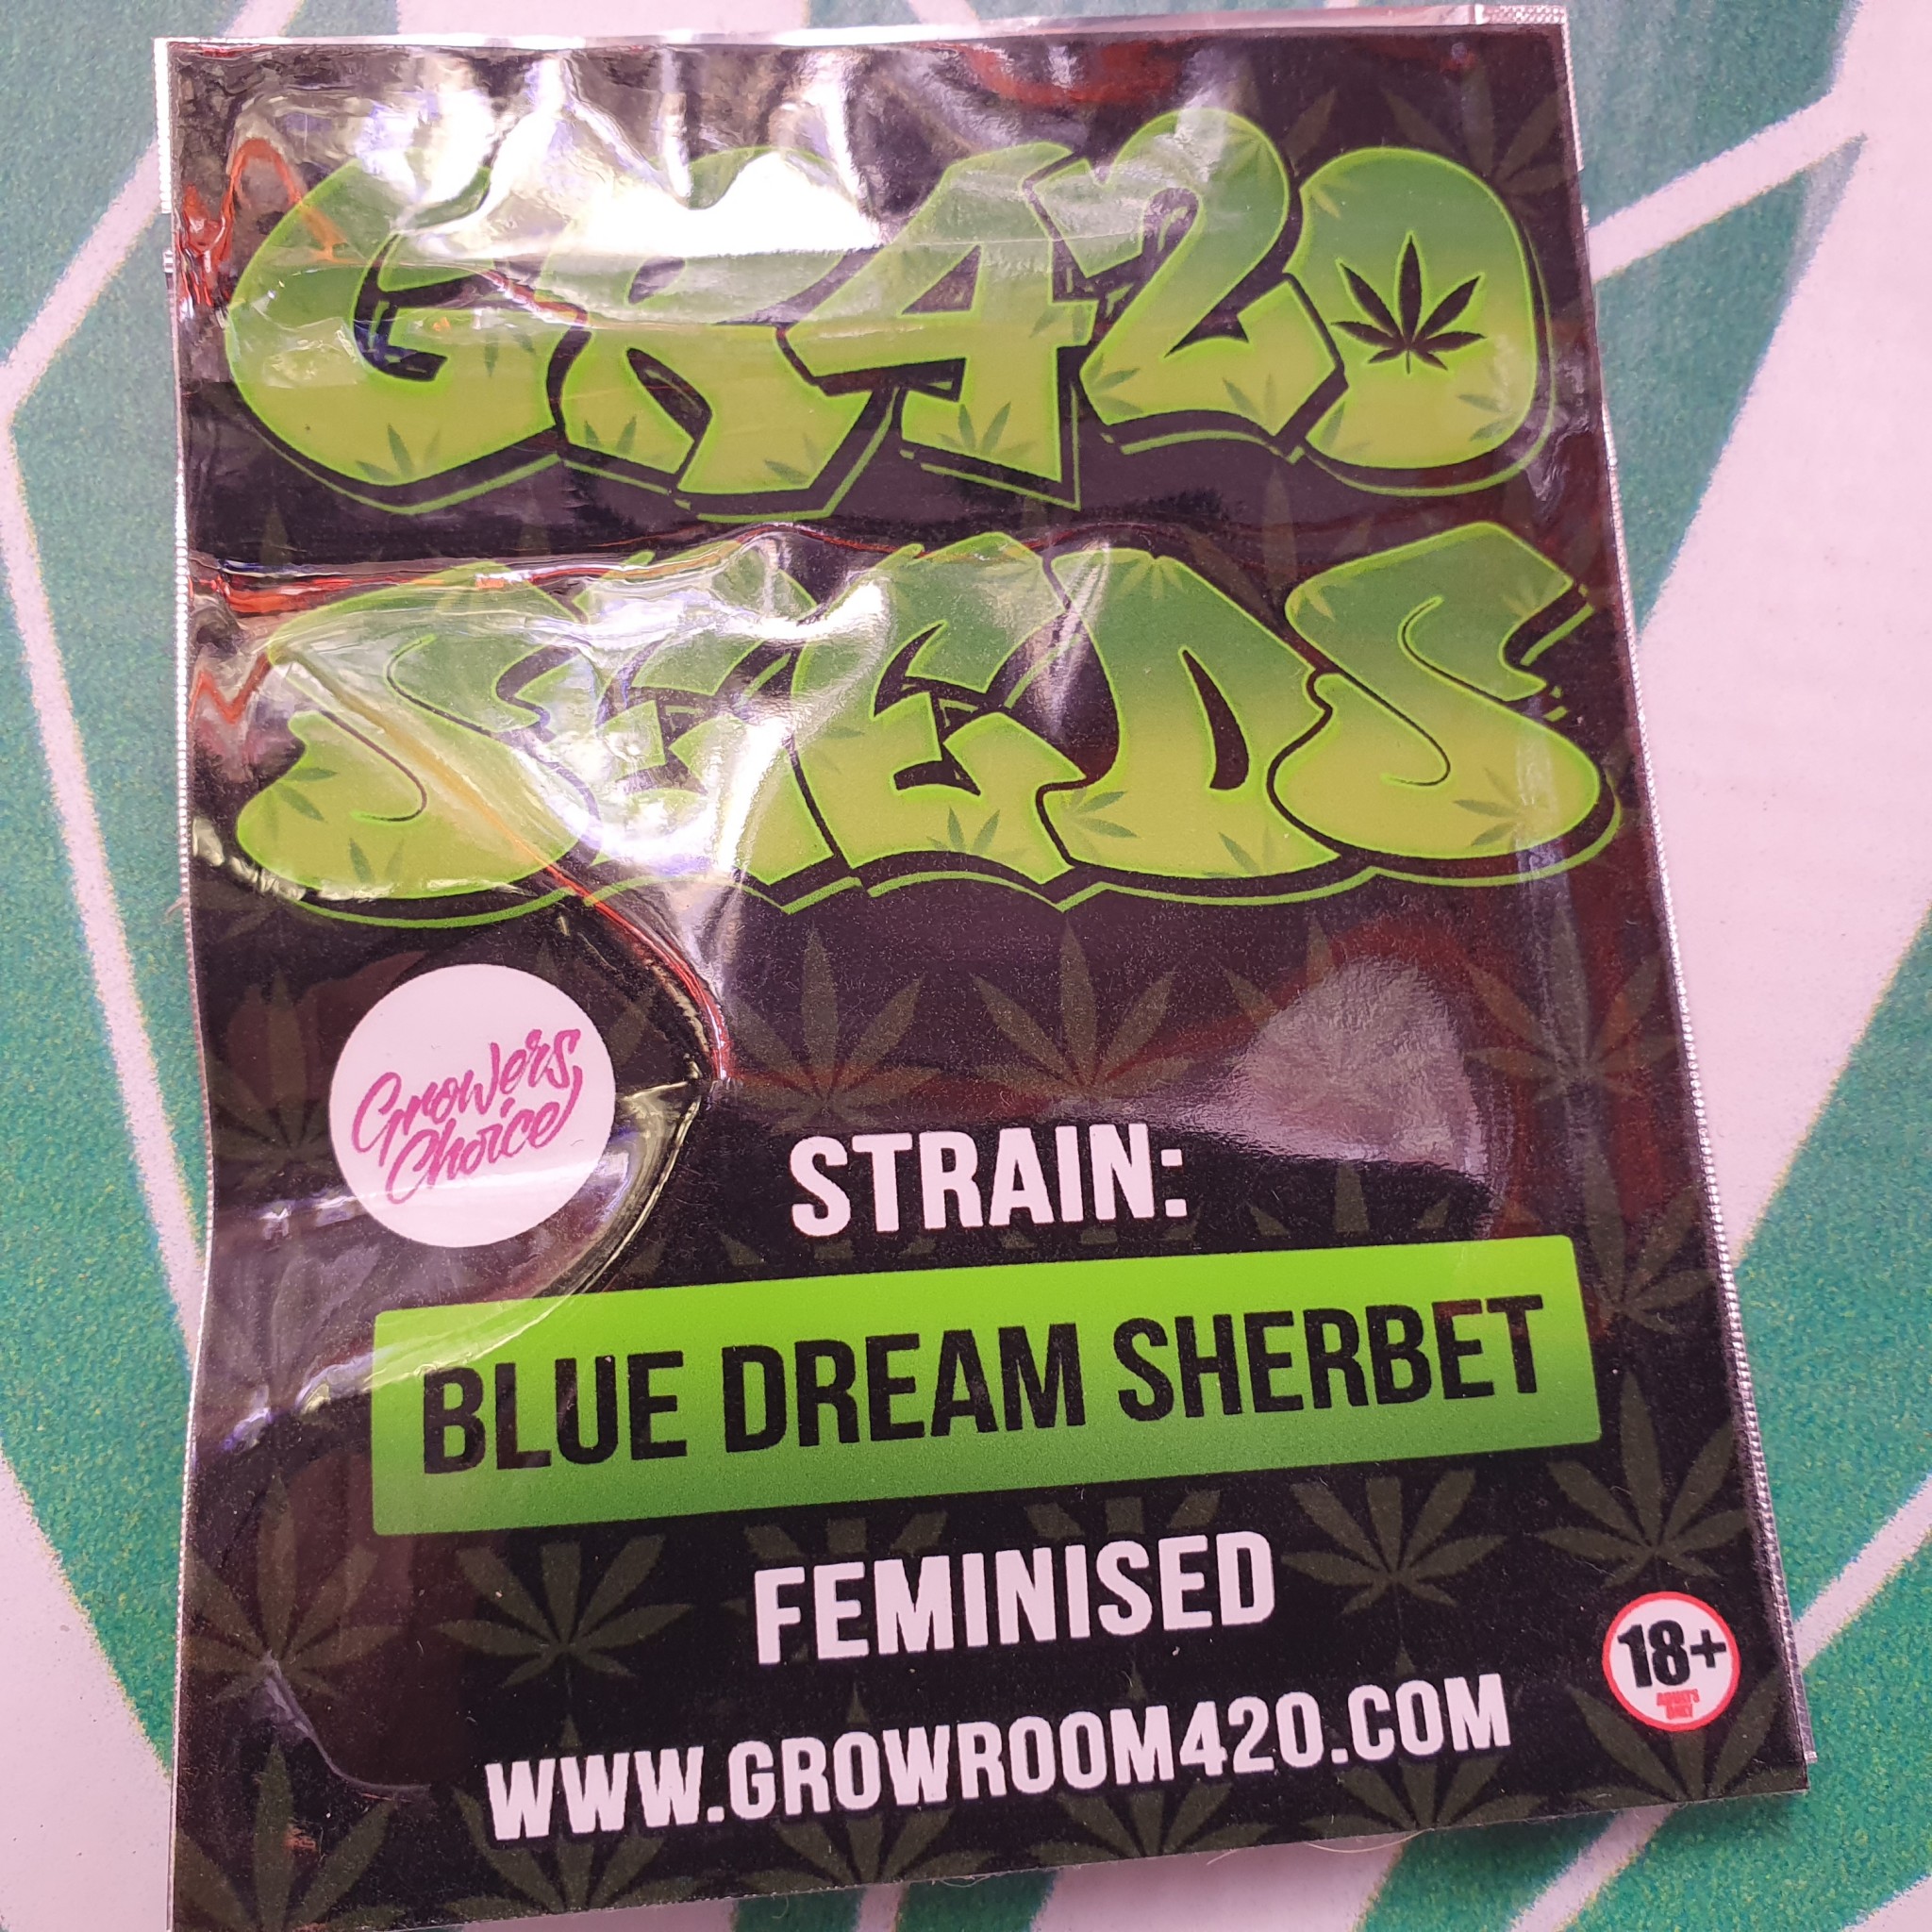 GR420
SEEDS
Growers
Choice
STRAIN:
BLUE DREAM SHERBET
FEMINISED
18+
ADULTS
ONLY
WWW.GROWROOM420.COM